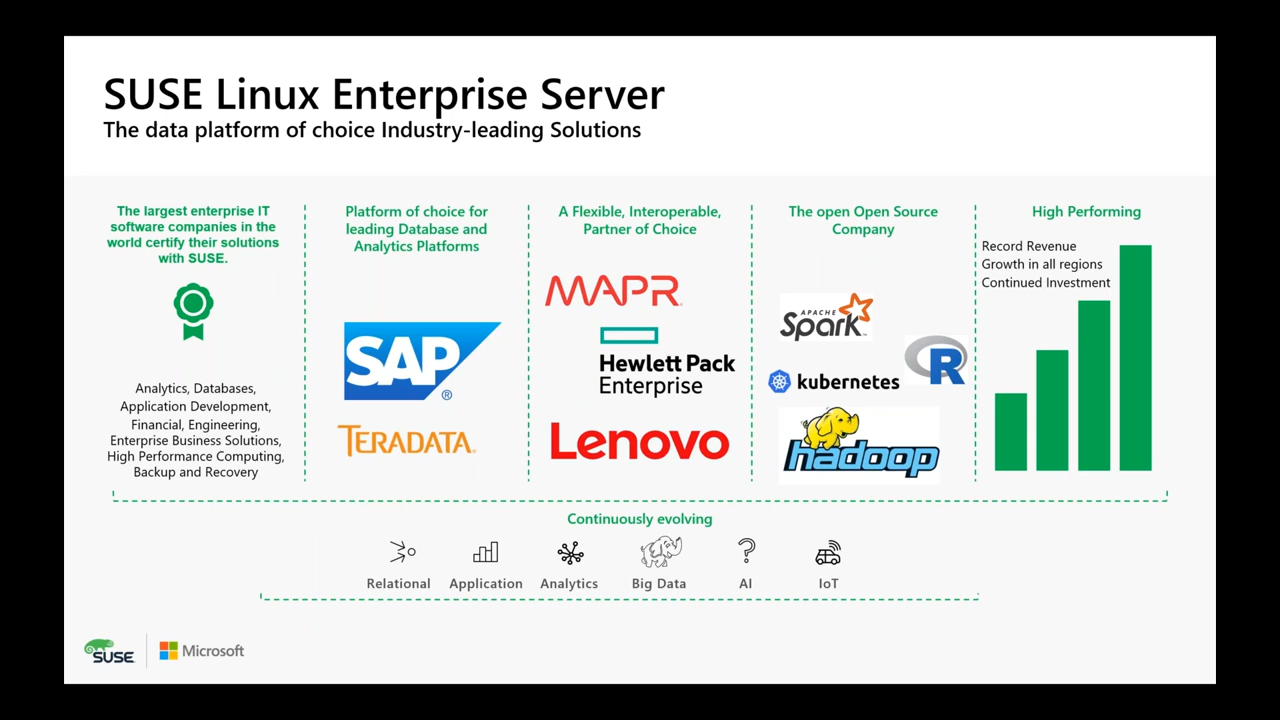 SUSE Linux Enterprise Server
The data platform of choice Industry-leading Solutions
The largest enterprise IT
software companies in the
world certify their solutions
with SUSE.
Analytics, Databases,
Application Development,
Financial, Engineering,
Enterprise Business Solutions,
High Performance Computing,
Backup and Recovery
Platform of choice for
leading Database and
Analytics Platforms
SAP®
TERADATA.
A Flexible, Interoperable,
Partner of Choice
MAPR.
Hewlett Pack
Enterprise
Lenovo
The open Open Source
Company
APACHE
Spark™
R
kubernetes
hadoop
High Performing
Record Revenue
Growth in all regions
Continued Investment
Continuously evolving
Relational
Application
Analytics
Big Data
?
AI
IoT
SUSE
Microsoft